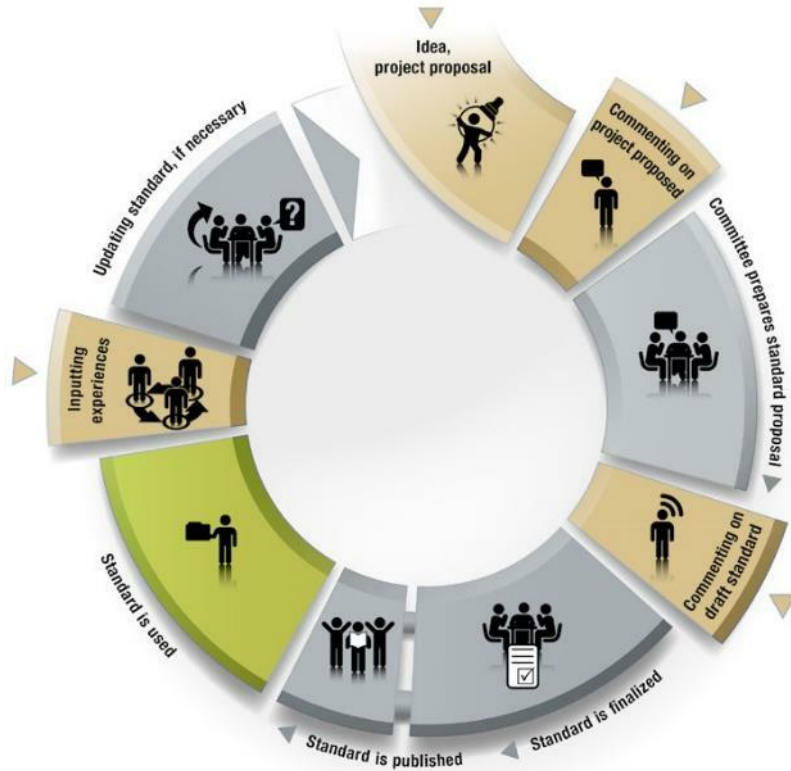 Idea,
project proposal
Commenting on
project proposed
Committee prepares standard proposal
Commenting on
draft standard
Standard is finalized
Standard is published
Standard is used
Inputting
experiences
Updating standard, if necessary
?